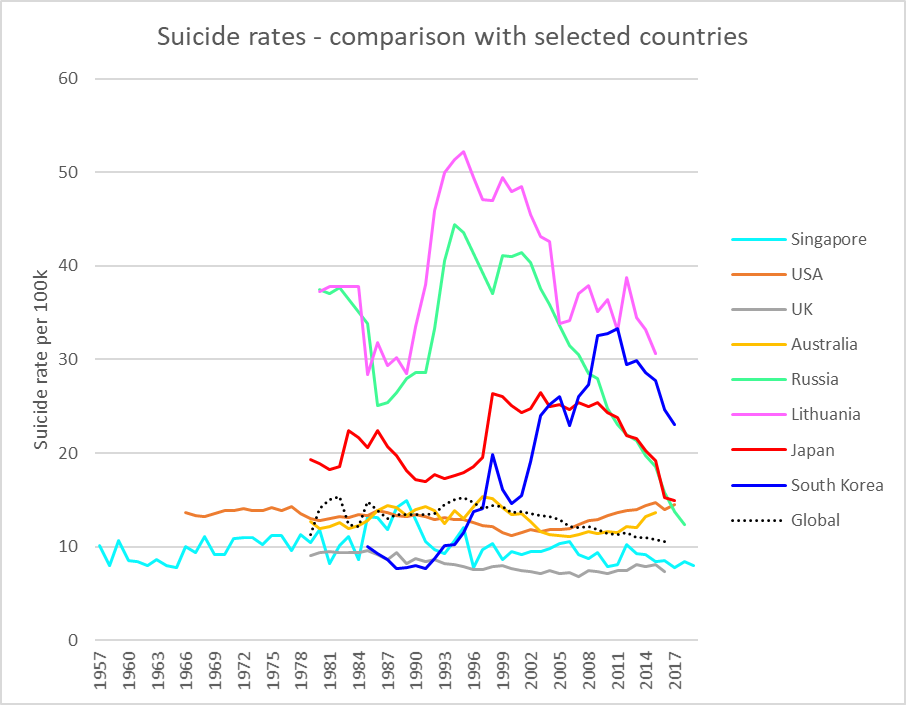 Suicide rates - comparison with selected countries
60
50
40
30
20
10
0
Suicide rate per 100k
1957
1960
1963
1966
1969
1972
1975
1978
1981
1984
1987
1990
1993
1996
1999
2002
2005
2008
2011
2014
2017
Singapore
USA
UK
Australia
Russia
Lithuania
Japan
South Korea
Global